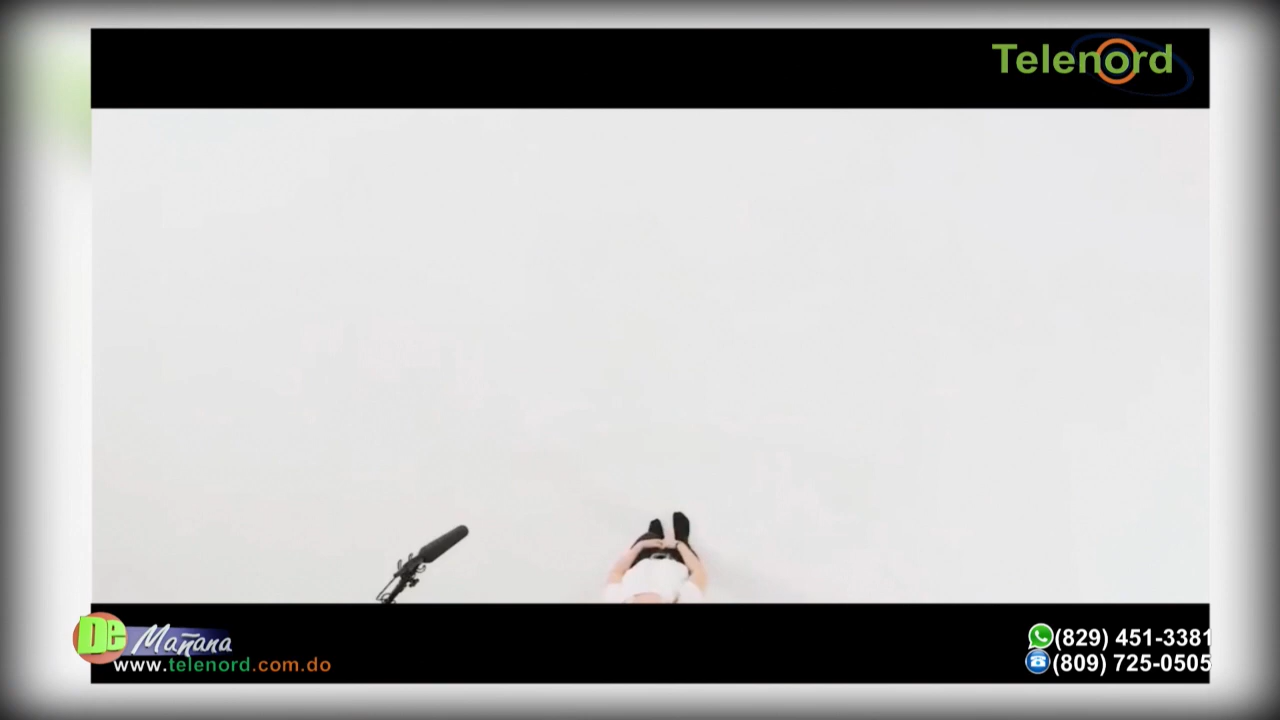 Telenord
De Mañana
www.telenord.com.do
(829) 451-3381
(809) 725-0505